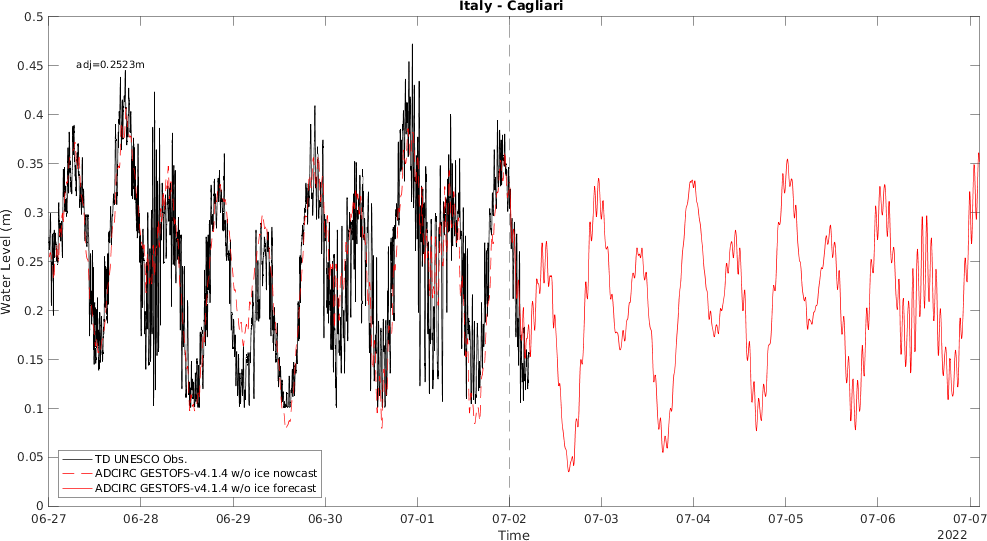 Italy - Cagliari
adj=0.2523m
Water Level (m)
0.5
0.45
0.4
0.35
0.3
0.25
0.2
0.15
0.1
0.05
0
TD UNESCO Obs.
ADCIRC GESTOFS-v4.1.4 w/o ice nowcast
ADCIRC GESTOFS-v4.1.4 w/o ice forecast
06-27 06-28 06-29 06-30 07-01 07-02 07-03 07-04 07-05 07-06 07-07
Time
2022